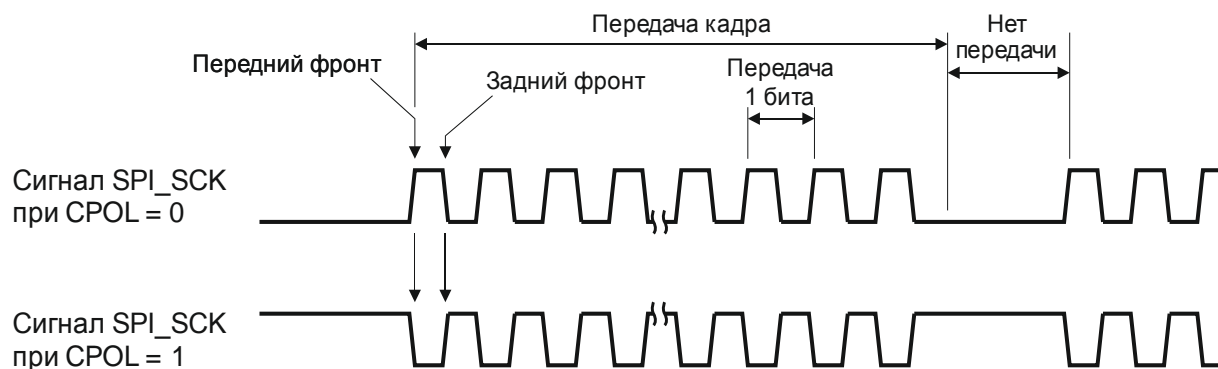 Передача кадра
Нет
передачи
Передний фронт
Задний фронт
Передача
1 бита
Сигнал SPI_SCK
при CPOL = 0
Сигнал SPI_SCK
при CPOL = 1